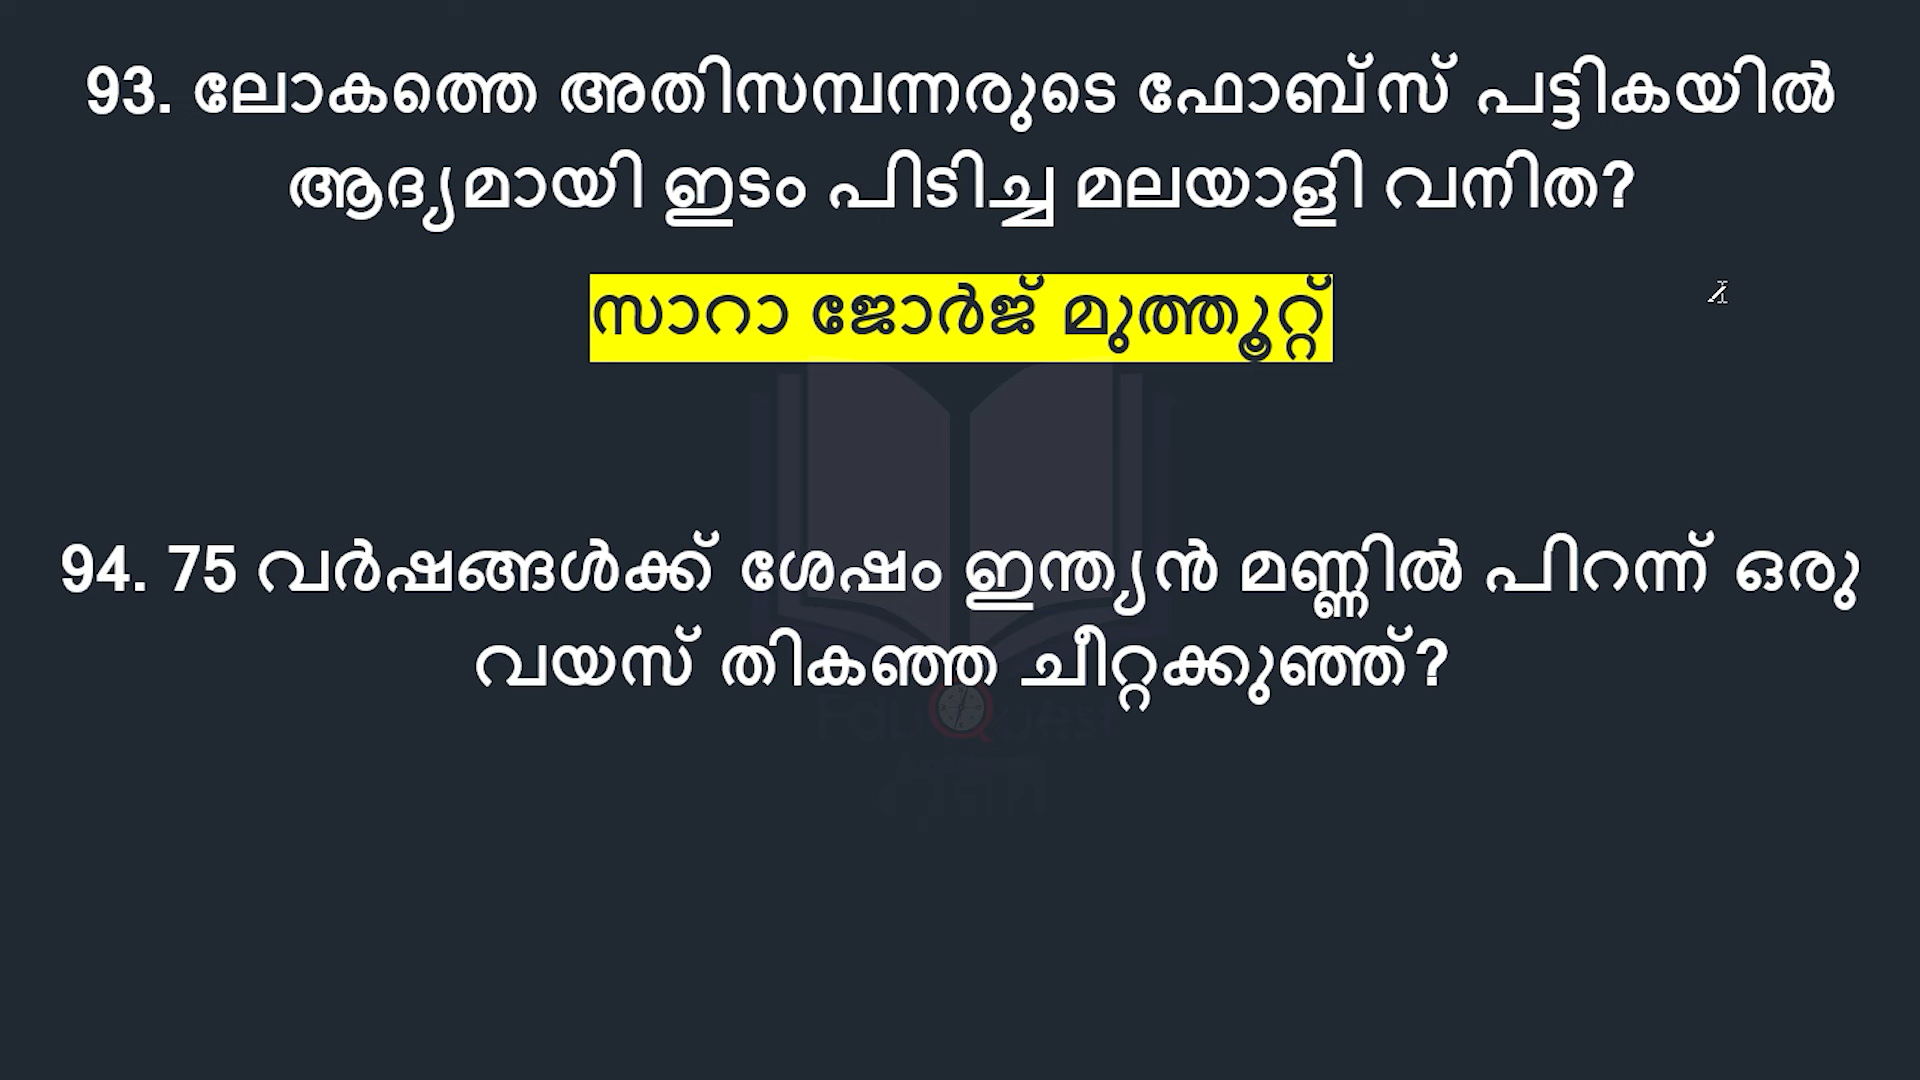 93. ലോകത്തെ അതിസമ്പന്നരുടെ ഫോബ്സ് പട്ടികയിൽ
ആദ്യമായി ഇടം പിടിച്ച മലയാളി വനിത?
സാറാ ജോർജ് മുത്തൂറ്റ്
94. 75 വർഷങ്ങൾക്ക് ശേഷം ഇന്ത്യൻ മണ്ണിൽ പിറന്ന് ഒരു
വയസ് തികഞ്ഞ ചീറ്റക്കുഞ്ഞ്?